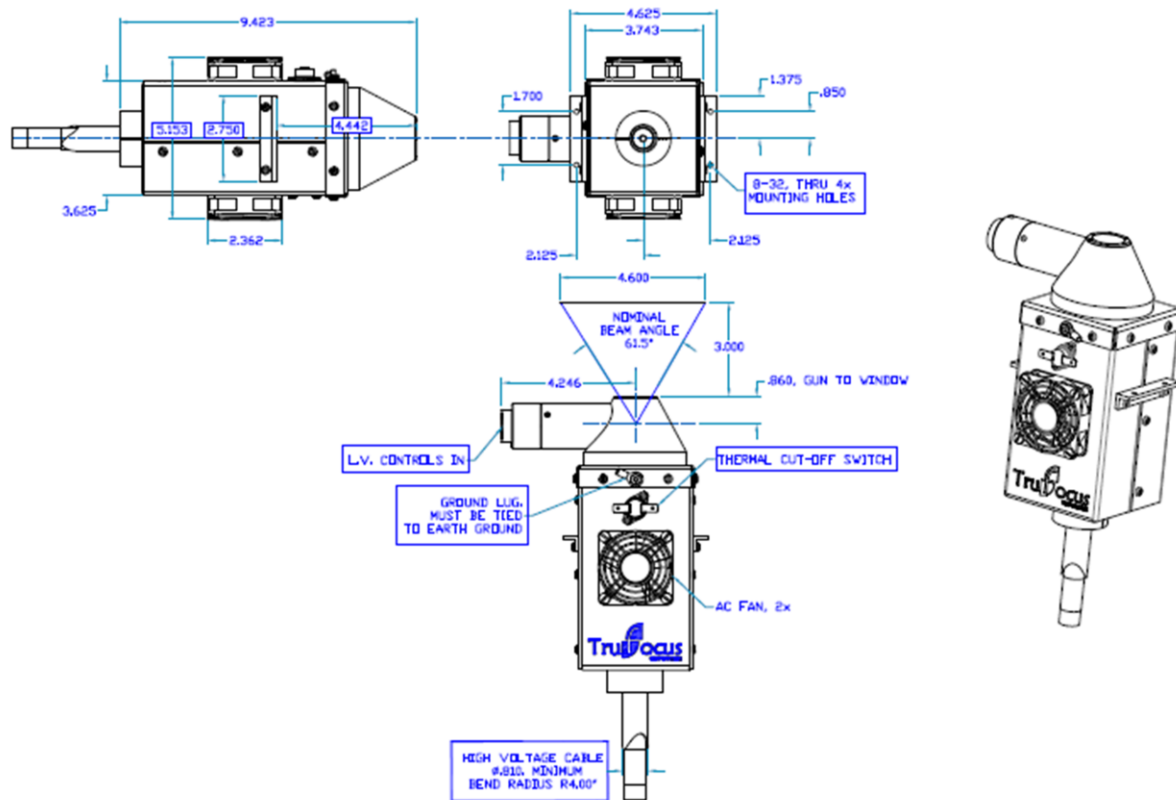 9.423
4.625
3.743
1.375
.850
1.700
5.153
2.750
4.442
8-32, THRU 4x
MOUNTING HOLES
3.625
2.362
2.125
2.125
4.600
NOMINAL
BEAM ANGLE
61.5°
3.000
4.246
.860, GUN TO WINDOW
L.V. CONTROLS IN
THERMAL CUT-OFF SWITCH
GROUND LUG.
MUST BE TIED
TO EARTH GROUND
AC FAN, 2x
TruFocus
TruFocus
HIGH VOLTAGE CABLE
Ø.810. MINIMUM
BEND RADIUS R4.00"